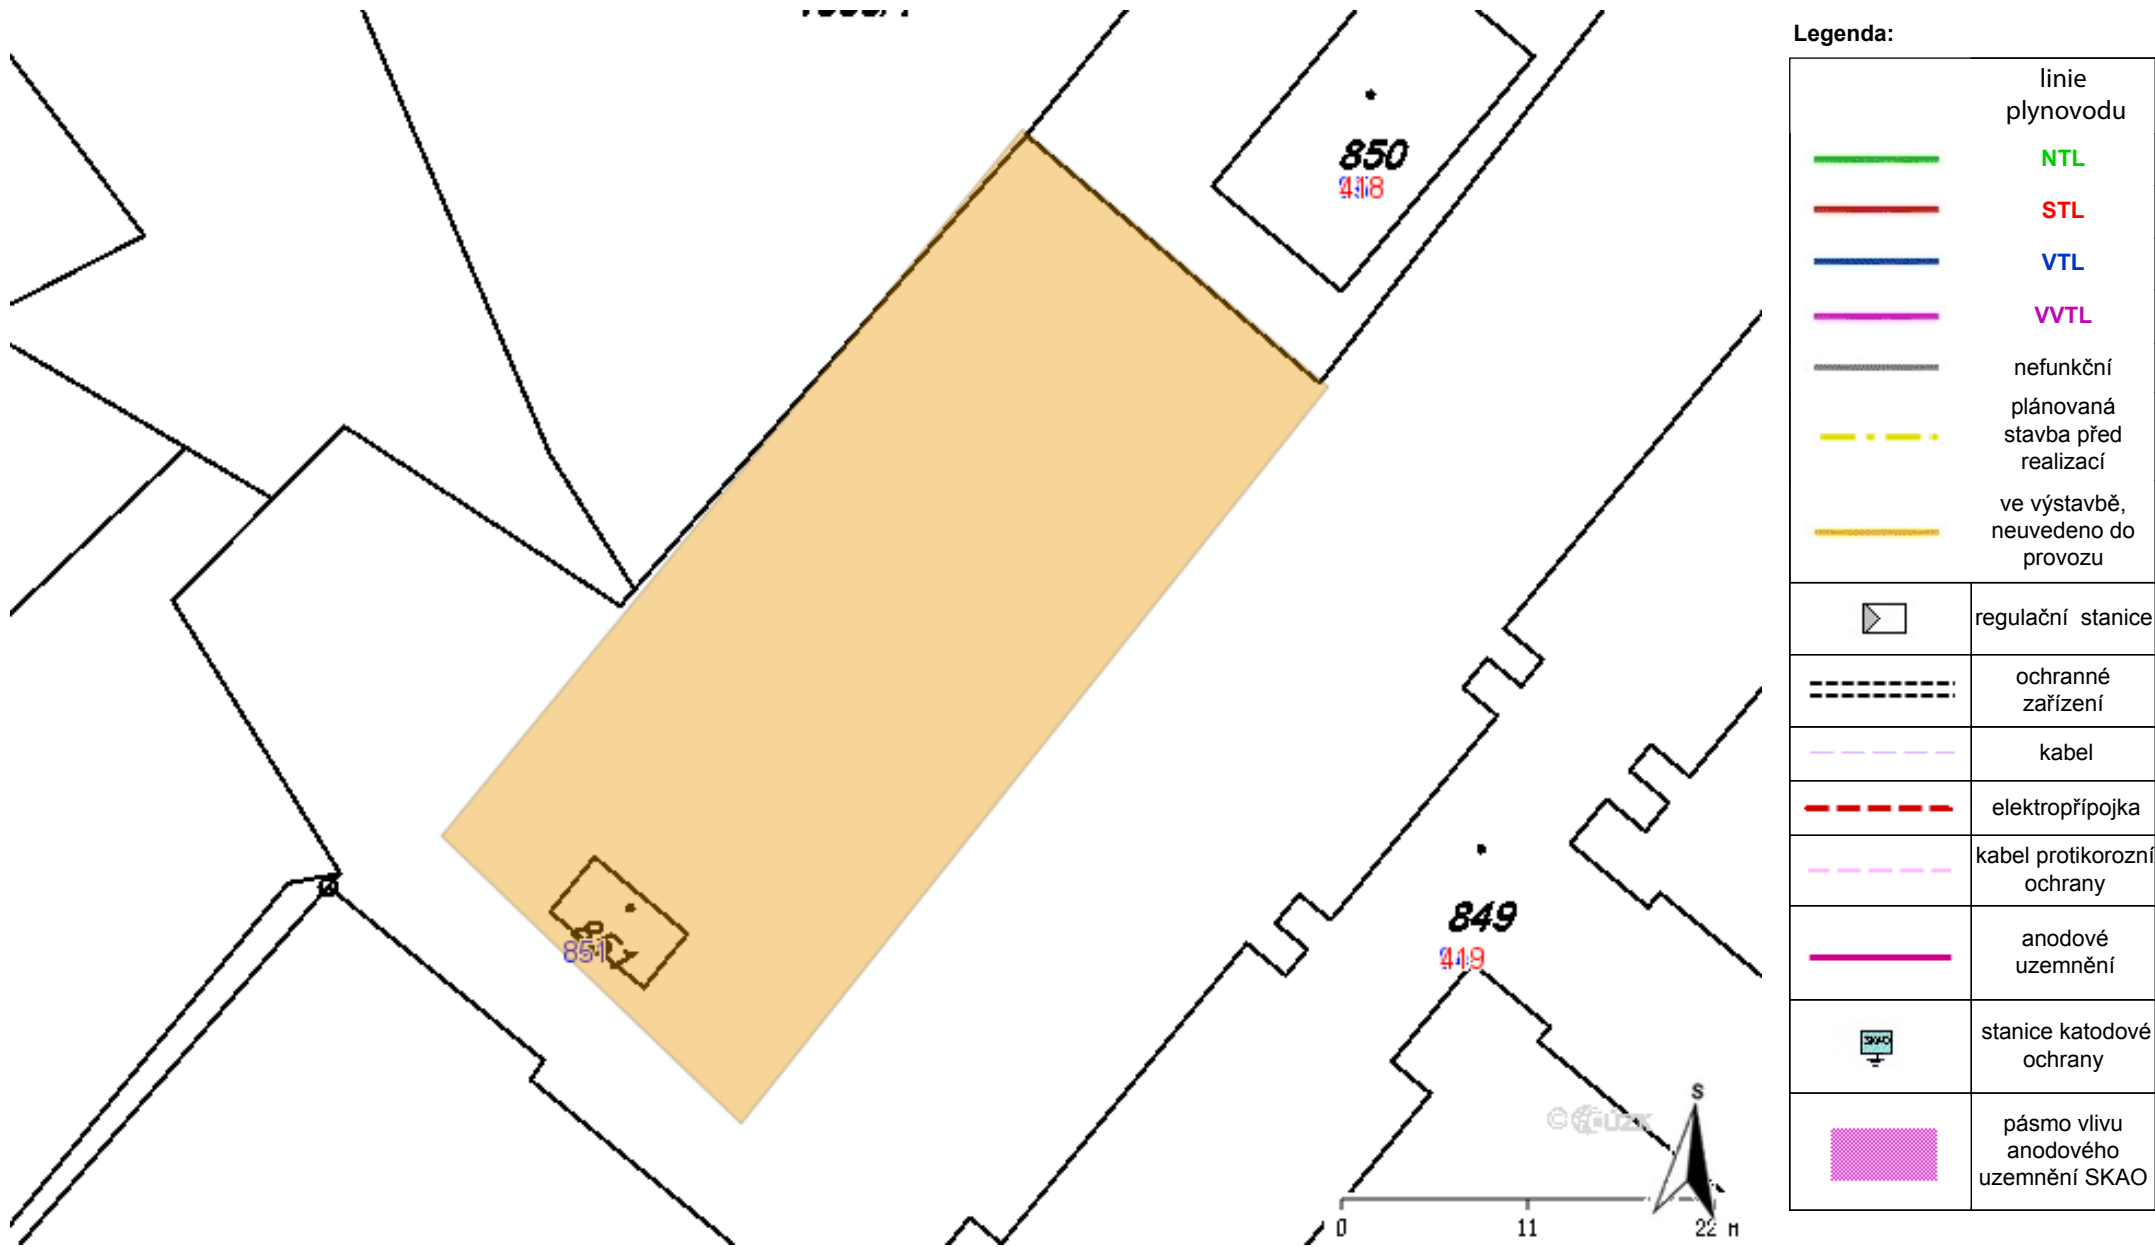 850
418
851
849
419
0 11 22 M
S
Legenda:
linie
plynovodu
NTL
STL
VTL
VVTL
nefunkční
plánovaná
stavba před
realizací
ve výstavbě,
neuvedeno do
provozu
regulační stanice
ochranné
zařízení
kabel
elektropřípojka
kabel protikorozní
ochrany
anodové
uzemnění
SKAO
stanice katodové
ochrany
pásmo vlivu
anodového
uzemnění SKAO